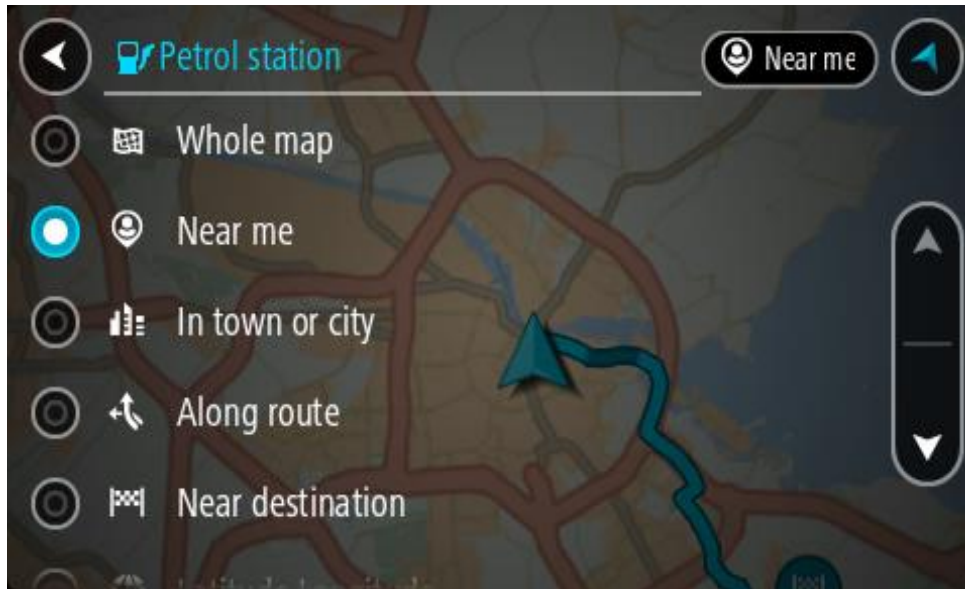 Petrol station
Near me
Whole map
Near me
In town or city
Along route
Near destination